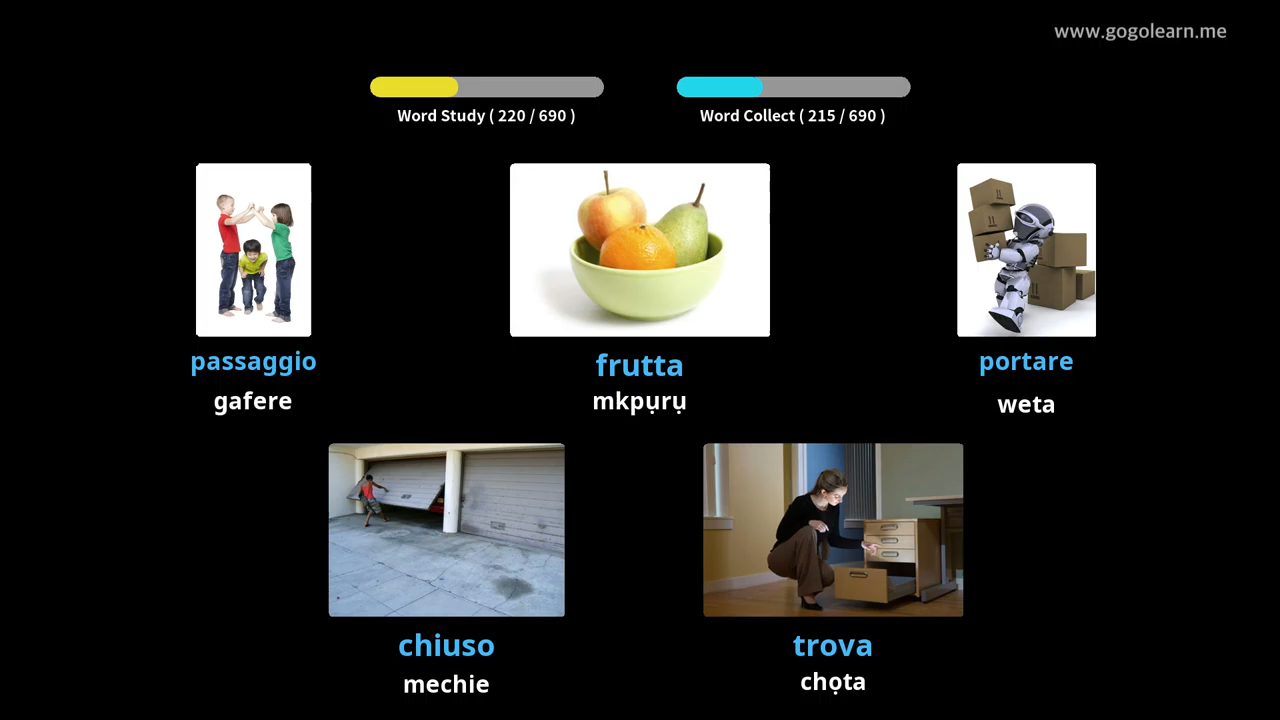 www.gogolearn.me
Word Study ( 220 / 690 )
Word Collect ( 215 / 690 )
passaggio
gafere
frutta
mkpụrụ
portare
weta
chiuso
mechie
trova
chọta